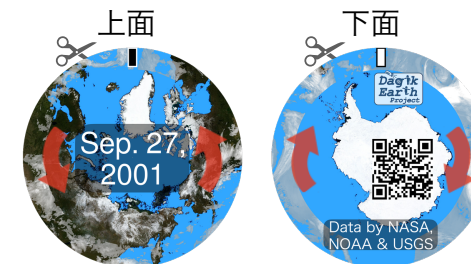 上面
下面
Sep. 27,
2001
Dagik
Earth
Project
Data by NASA,
NOAA & USGS